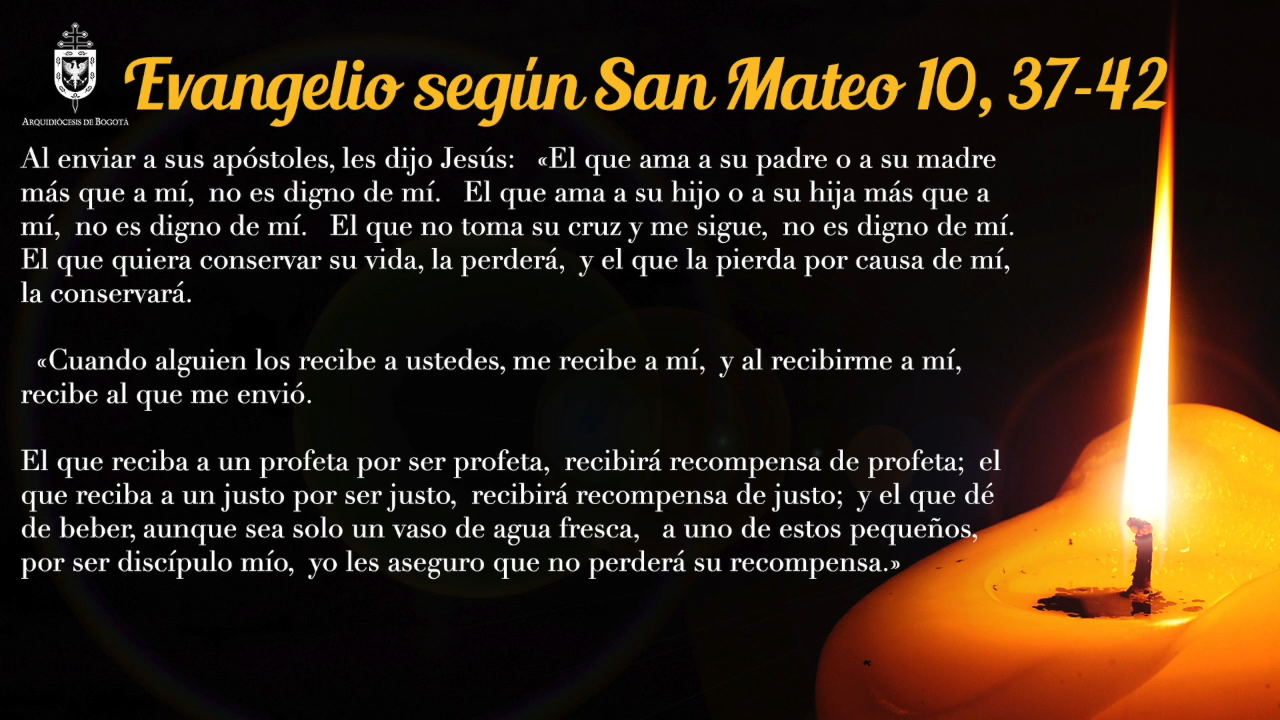 Evangelio según San Mateo 10, 37-42
ARQUIDIÓCESIS DE BOGOTÁ
Al enviar a sus apóstoles, les dijo Jesús: «El que ama a su padre o a su madre
más que a mí, no es digno de mí. El que ama a su hijo o a su hija más que a
mí, no es digno de mí. El que no toma su cruz y me sigue, no es digno de mí.
El que quiera conservar su vida, la perderá, y el que la pierda por causa de mí,
la conservará.
«Cuando alguien los recibe a ustedes, me recibe a mí, y al recibirme a mí,
recibe al que me envió.
El que reciba a un profeta por ser profeta, recibirá recompensa de profeta; el
que reciba a un justo por ser justo, recibirá recompensa de justo; y el que dé
de beber, aunque sea solo un vaso de agua fresca, a uno de estos pequeños,
por ser discípulo mío, yo les aseguro que no perderá su recompensa.»